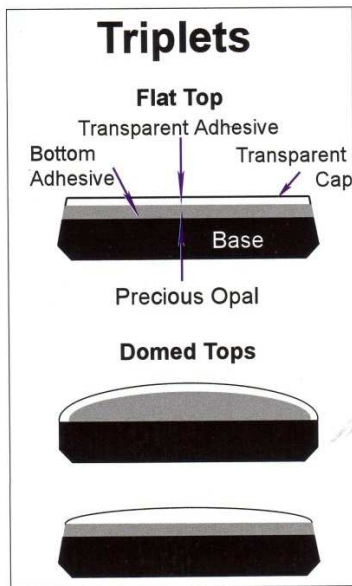 Triplets
Flat Top
Transparent Adhesive
Bottom
Adhesive
Transparent
Cap
Base
Precious Opal
Domed Tops